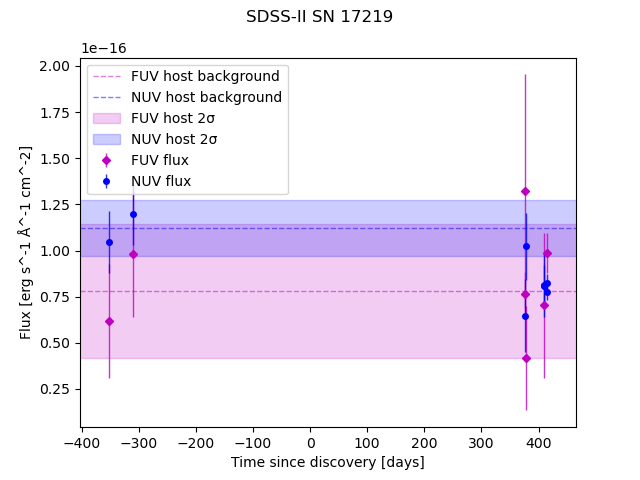 SDSS-II SN 17219
1e−16
FUV host background
NUV host background
FUV host 2σ
NUV host 2σ
FUV flux
NUV flux
2.00
1.75
1.50
1.25
1.00
0.75
0.50
0.25
Flux [erg s^-1 Å^-1 cm^-2]
−400
−300
−200
−100
0
100
200
300
400
Time since discovery [days]